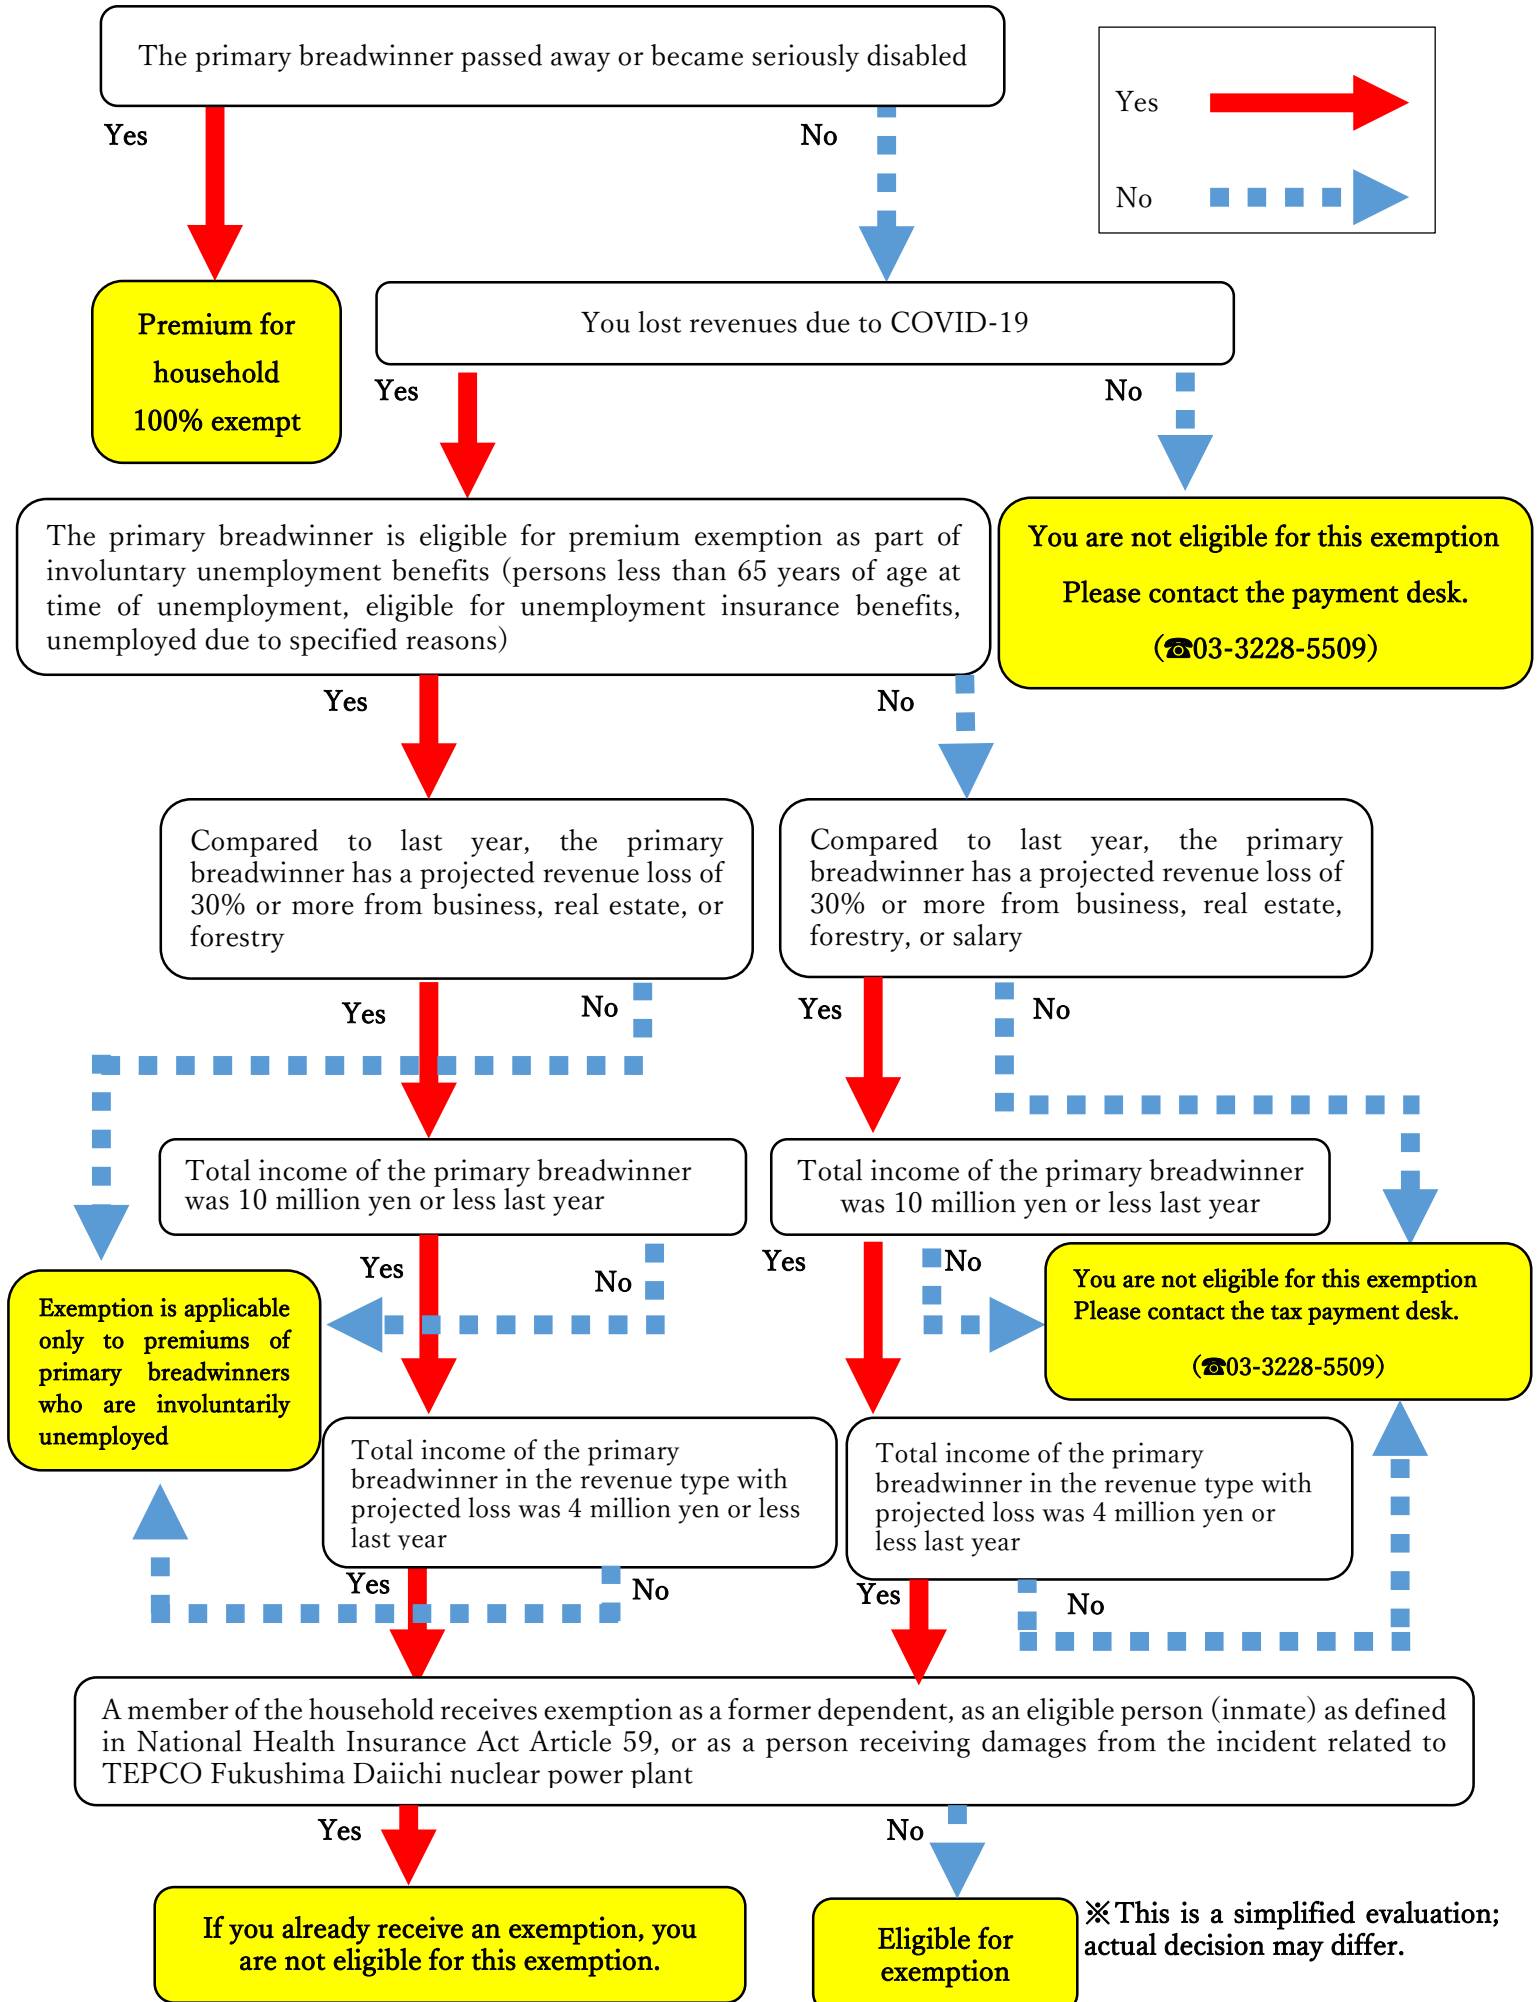 The primary breadwinner passed away or became seriously disabled
Yes
No
Yes
No
Premium for
household
100% exempt
You lost revenues due to COVID-19
Yes
No
The primary breadwinner is eligible for premium exemption as part of
involuntary unemployment benefits (persons less than 65 years of age at
time of unemployment, eligible for unemployment insurance benefits,
unemployed due to specified reasons)
You are not eligible for this exemption
Please contact the payment desk.
(☎03-3228-5509)
Yes
No
Compared to last year, the primary
breadwinner has a projected revenue loss of
30% or more from business, real estate, or
forestry
Compared to last year, the primary
breadwinner has a projected revenue loss of
30% or more from business, real estate,
forestry, or salary
Yes
No
Yes
No
Total income of the primary breadwinner
was 10 million yen or less last year
Total income of the primary breadwinner
was 10 million yen or less last year
Yes
No
Yes
No
Exemption is applicable
only to premiums of
primary breadwinners
who are involuntarily
unemployed
You are not eligible for this exemption
Please contact the tax payment desk.
(☎03-3228-5509)
Total income of the primary
breadwinner in the revenue type with
projected loss was 4 million yen or less
last year
Total income of the primary
breadwinner in the revenue type with
projected loss was 4 million yen or
less last year
Yes
No
Yes
No
A member of the household receives exemption as a former dependent, as an eligible person (inmate) as defined
in National Health Insurance Act Article 59, or as a person receiving damages from the incident related to
TEPCO Fukushima Daiichi nuclear power plant
Yes
No
If you already receive an exemption, you
are not eligible for this exemption.
Eligible for
exemption
※This is a simplified evaluation;
actual decision may differ.